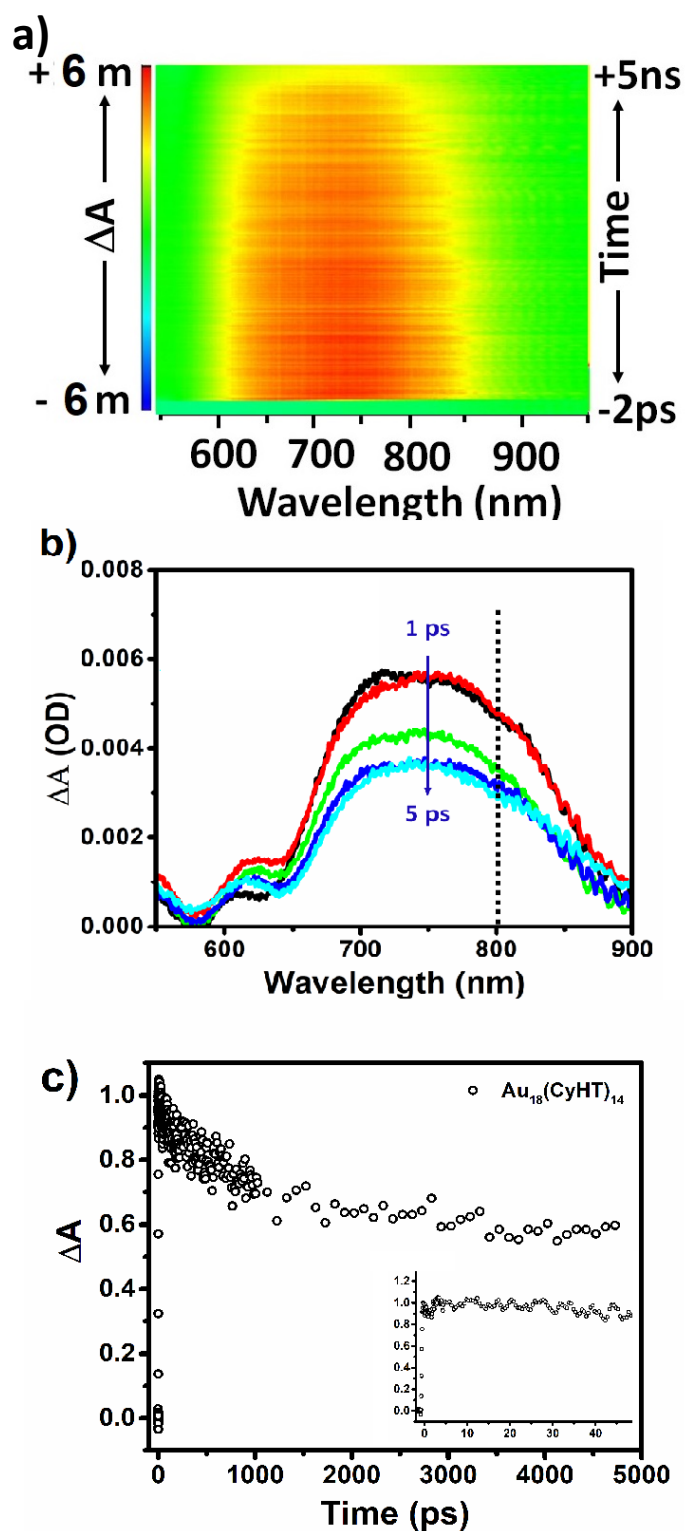 a)
+ 6 m
ΔA
- 6 m
+5ns
Time
-2ps
600 700 800 900
Wavelength (nm)
b)
0.008
0.006
0.004
0.002
0.000
ΔA (OD)
1 ps
5 ps
600 700 800 900
Wavelength (nm)
c)
1.0
0.8
0.6
0.4
0.2
0.0
ΔA
Au₁₈(CyHT)₁₄
1.2
1.0
0.8
0.6
0.4
0.2
0.0
0 10 20 30 40
0 1000 2000 3000 4000 5000
Time (ps)